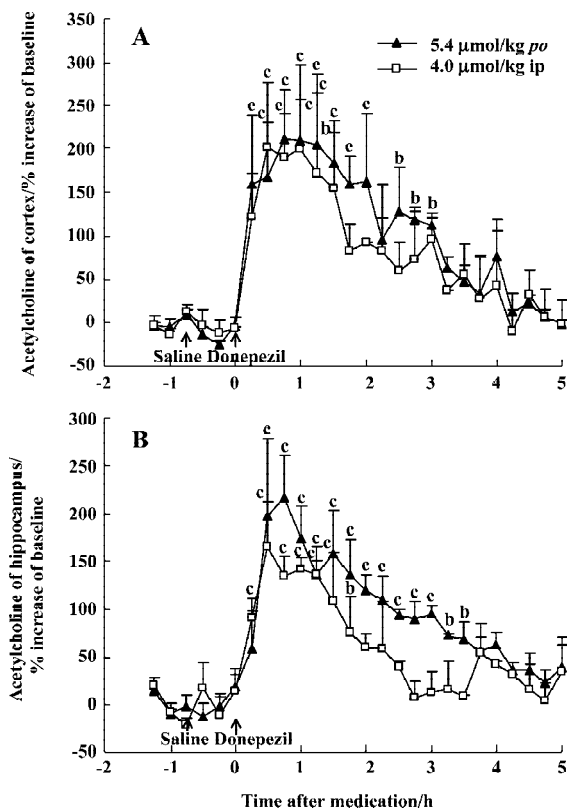 A
5.4 μmol/kg po
4.0 μmol/kg ip
Acetylcholine of cortex/% increase of baseline
350
300
250
200
150
100
50
0
-50
c
c
c
c
c
c
c
c
b
c
c
c
b
b
b
Saline Donepezil
-2
-1
0
1
2
3
4
5
B
Acetylcholine of hippocampus/
% increase of baseline
300
250
200
150
100
50
0
-50
c
c
c
c
c
c
c
c
c
c
c
c
b
c
c
c
c
c
b
b
Saline Donepezil
-2
-1
0
1
2
3
4
5
Time after medication/h